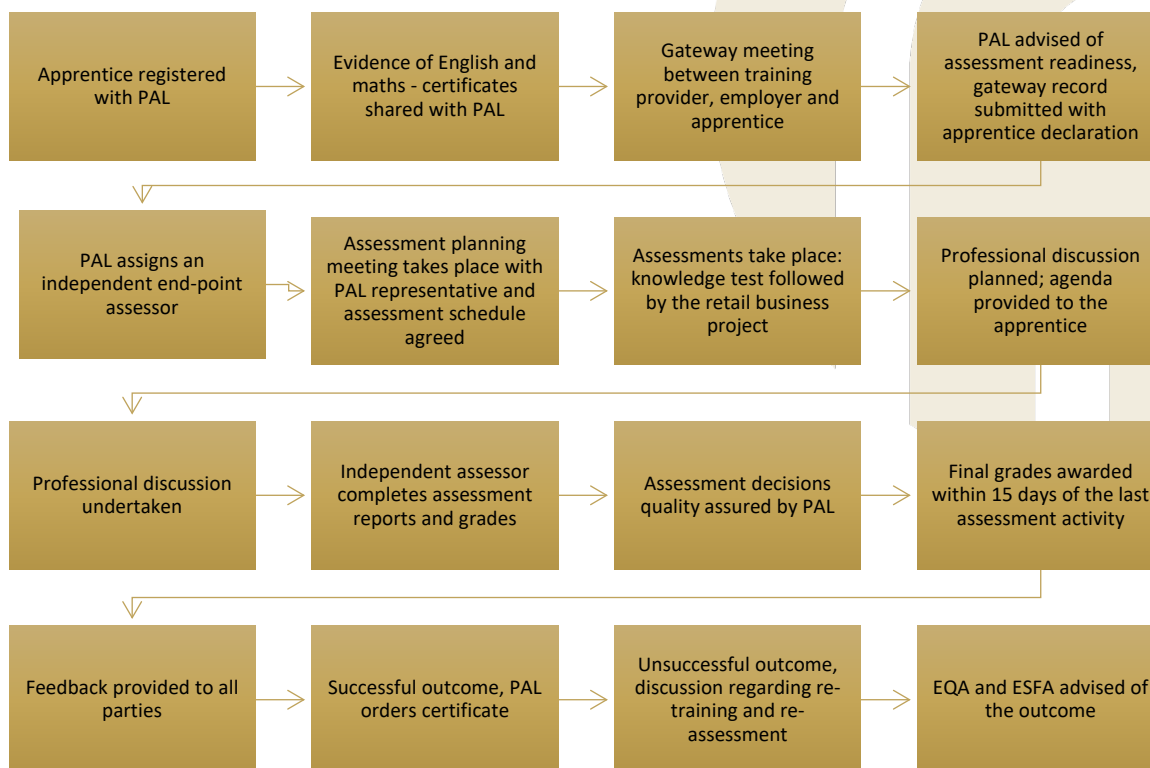 Apprentice registered
with PAL
Evidence of English and
maths - certificates
shared with PAL
Gateway meeting
between training
provider, employer and
apprentice
PAL advised of
assessment readiness,
gateway record
submitted with
apprentice declaration
PAL assigns an
independent end-point
assessor
Assessment planning
meeting takes place with
PAL representative and
assessment schedule
agreed
Assessments take place:
knowledge test followed
by the retail business
project
Professional discussion
planned; agenda
provided to the
apprentice
Professional discussion
undertaken
Independent assessor
completes assessment
reports and grades
Assessment decisions
quality assured by PAL
Final grades awarded
within 15 days of the last
assessment activity
Feedback provided to all
parties
Successful outcome, PAL
orders certificate
Unsuccessful outcome,
discussion regarding re-
training and re-
assessment
EQA and ESFA advised of
the outcome